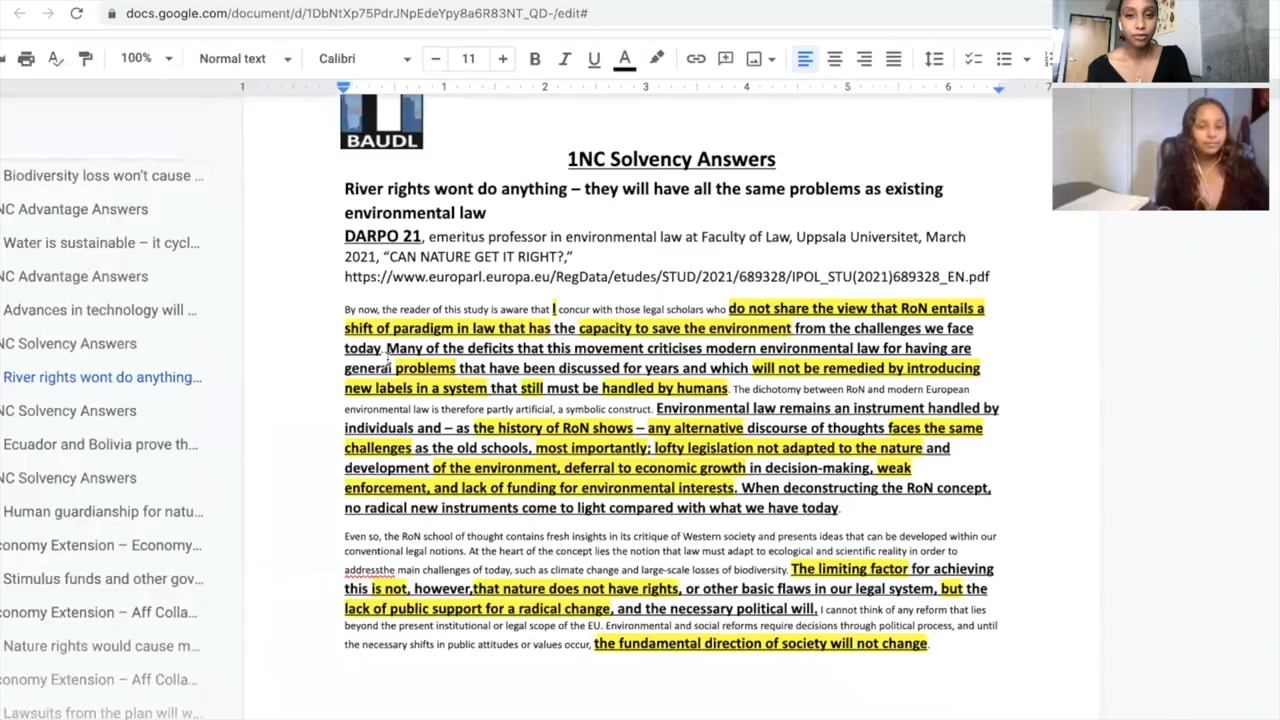 docs.google.com/document/d/1DbNtXp75PdrJNpEdeYpy8a6R83NT_QD-/edit#
100%
Normal text
Calibri
11
1 1 2 3 4 5 6 7
Biodiversity loss won't cause ...
NC Advantage Answers
Water is sustainable – it cycl...
NC Advantage Answers
Advances in technology will ...
NC Solvency Answers
River rights wont do anything...
NC Solvency Answers
Ecuador and Bolivia prove th...
NC Solvency Answers
Human guardianship for natu...
conomy Extension – Economy...
Stimulus funds and other gov...
conomy Extension – Aff Colla...
Nature rights would cause m...
conomy Extension – Aff Colla...
Lawsuits from the plan will w...
BAUDL
1NC Solvency Answers
River rights wont do anything – they will have all the same problems as existing
environmental law
DARPO 21, emeritus professor in environmental law at Faculty of Law, Uppsala Universitet, March
2021, “CAN NATURE GET IT RIGHT?,”
https://www.europarl.europa.eu/RegData/etudes/STUD/2021/689328/IPOL_STU(2021)689328_EN.pdf
By now, the reader of this study is aware that I concur with those legal scholars who do not share the view that RoN entails a
shift of paradigm in law that has the capacity to save the environment from the challenges we face
today. Many of the deficits that this movement criticises modern environmental law for having are
general problems that have been discussed for years and which will not be remedied by introducing
new labels in a system that still must be handled by humans. The dichotomy between RoN and modern European
environmental law is therefore partly artificial, a symbolic construct. Environmental law remains an instrument handled by
individuals and – as the history of RoN shows – any alternative discourse of thoughts faces the same
challenges as the old schools, most importantly; lofty legislation not adapted to the nature and
development of the environment, deferral to economic growth in decision-making, weak
enforcement, and lack of funding for environmental interests. When deconstructing the RoN concept,
no radical new instruments come to light compared with what we have today.
Even so, the RoN school of thought contains fresh insights in its critique of Western society and presents ideas that can be developed within our
conventional legal notions. At the heart of the concept lies the notion that law must adapt to ecological and scientific reality in order to
addressthe main challenges of today, such as climate change and large-scale losses of biodiversity. The limiting factor for achieving
this is not, however,that nature does not have rights, or other basic flaws in our legal system, but the
lack of public support for a radical change, and the necessary political will. I cannot think of any reform that lies
beyond the present institutional or legal scope of the EU. Environmental and social reforms require decisions through political process, and until
the necessary shifts in public attitudes or values occur, the fundamental direction of society will not change.